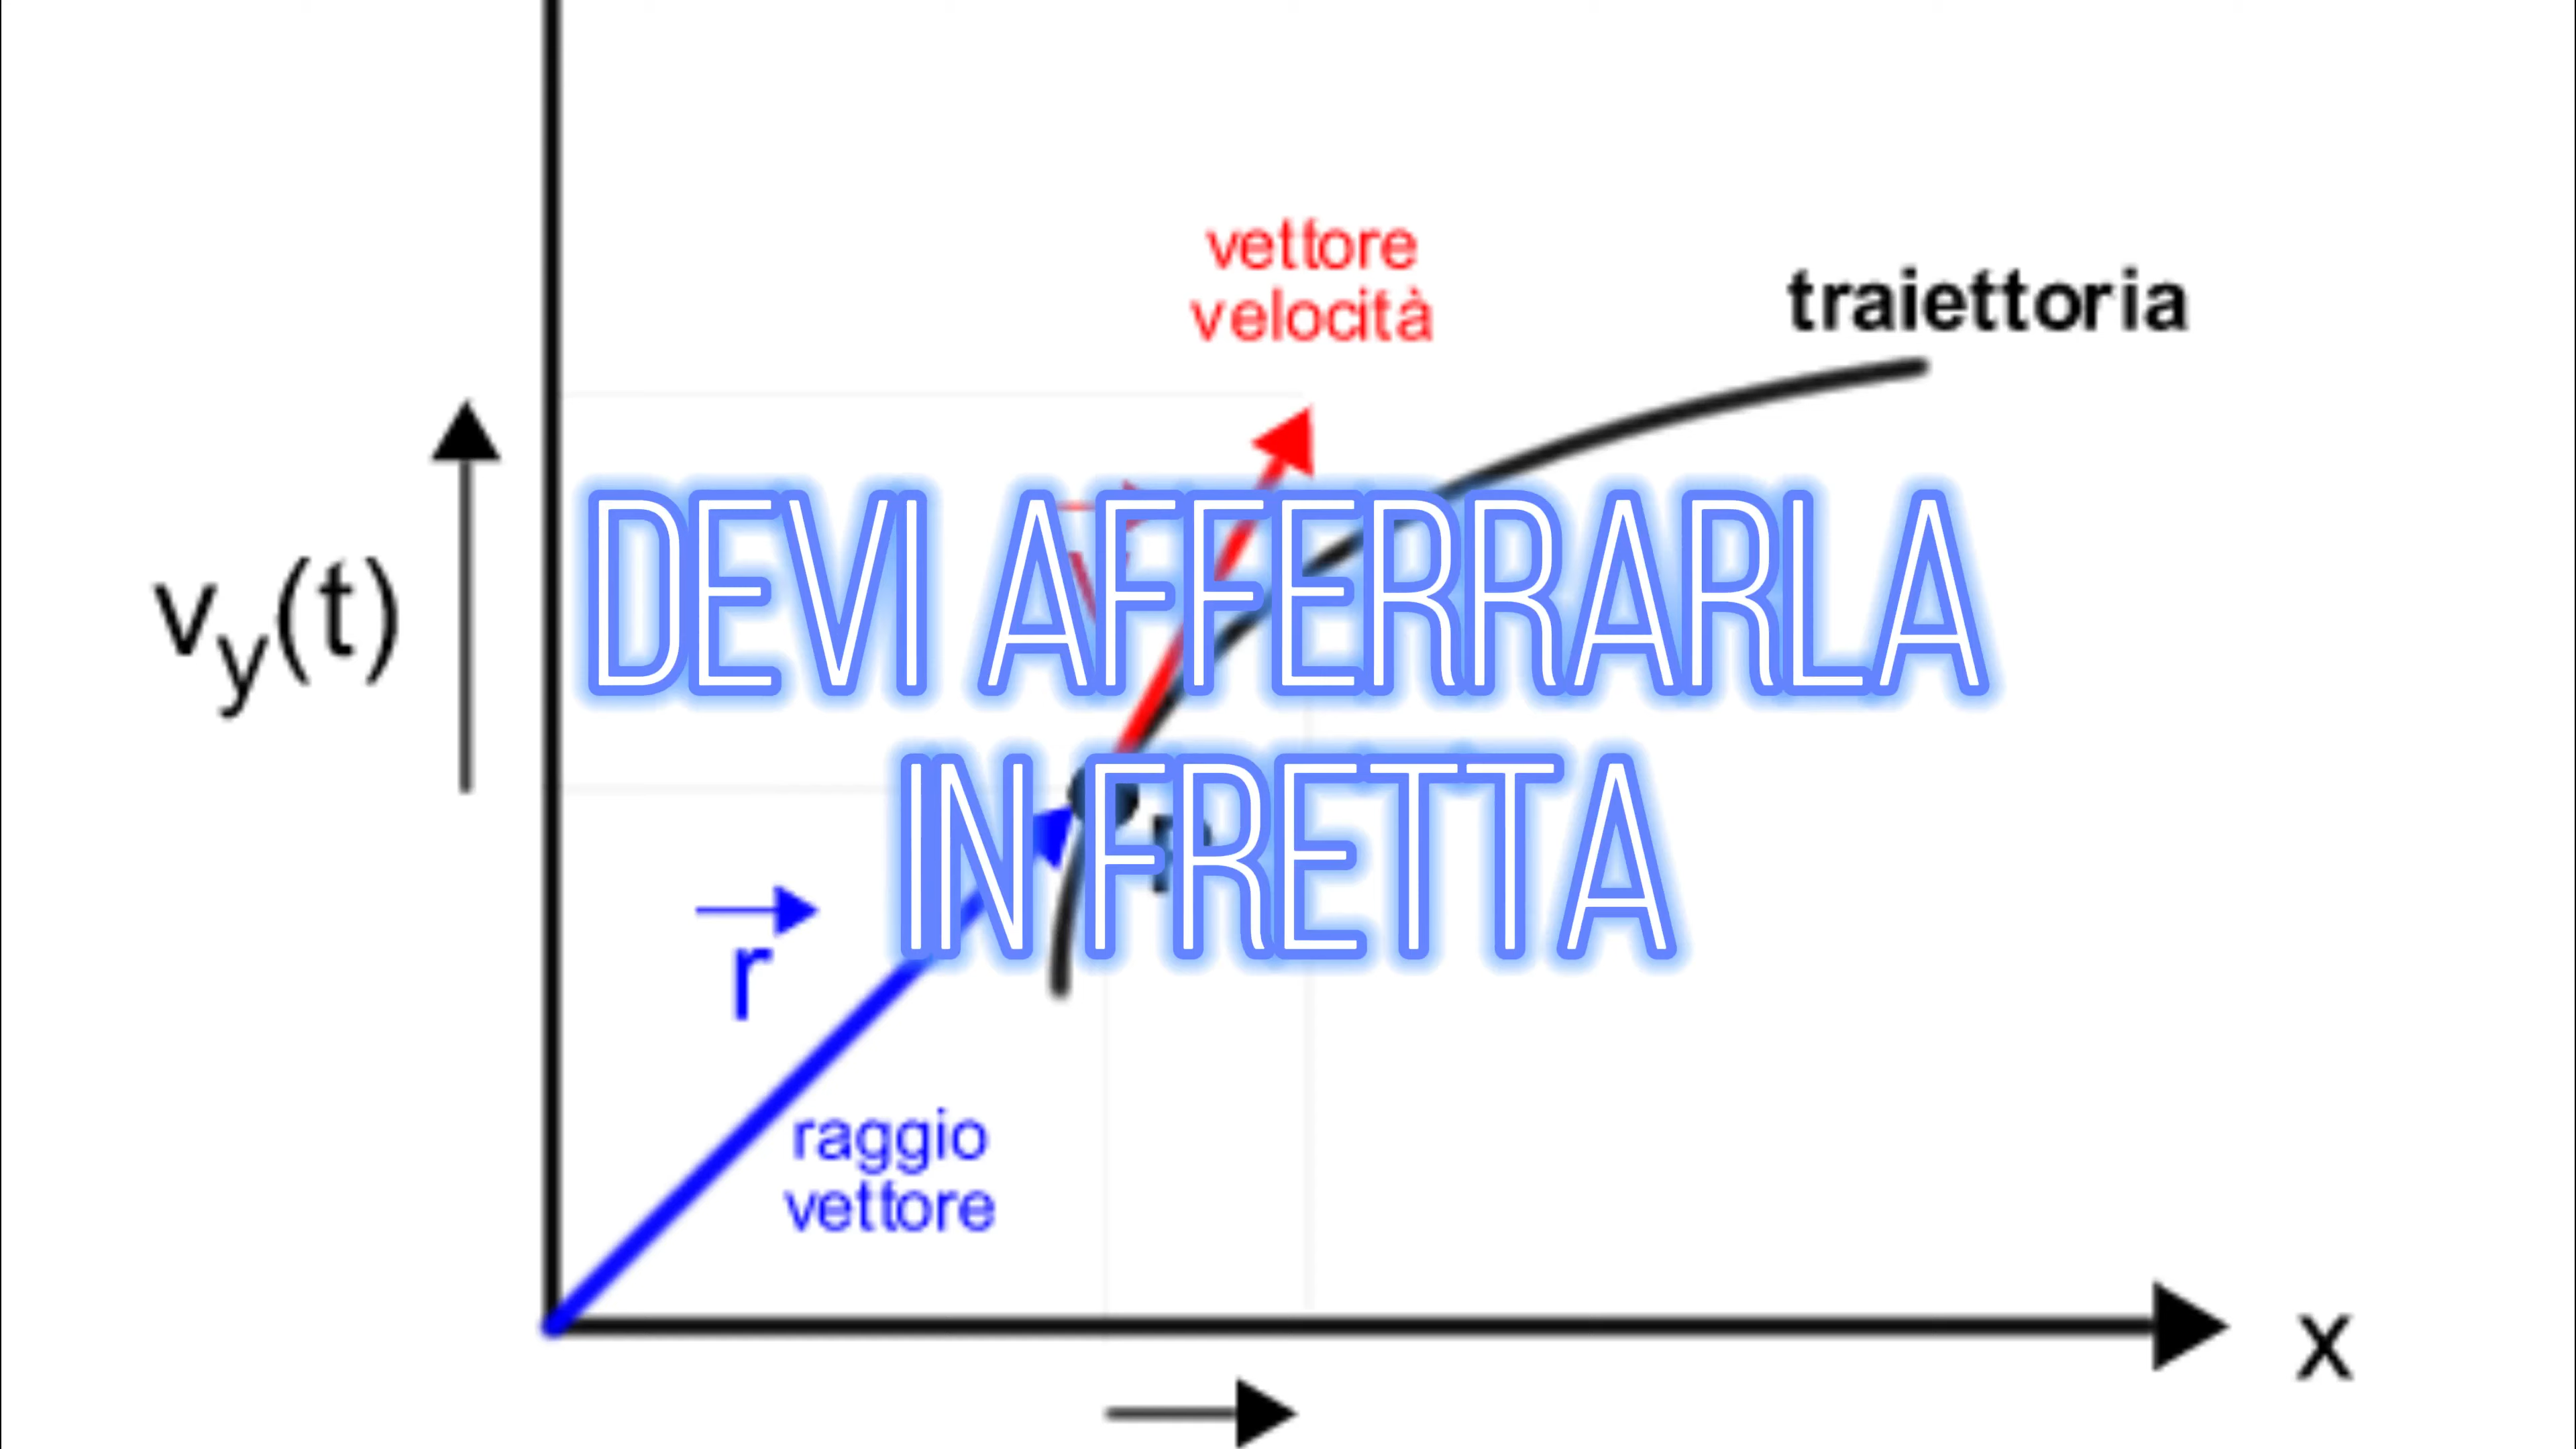 vettore
velocità
traiettoria
DEVI AFFERRARLA
v
vy(t)
IN FRETTA
P
r
raggio
vettore
x